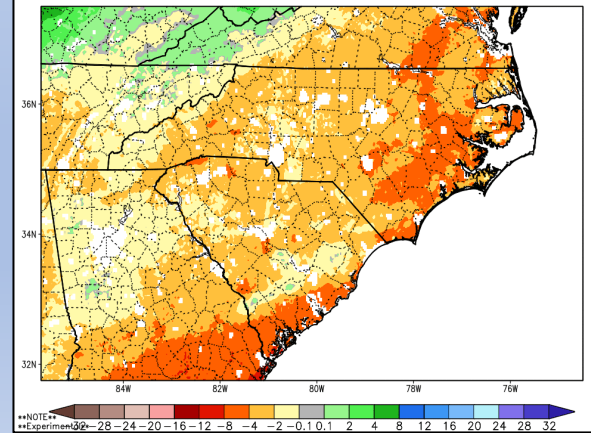 36N
34N
32N
84W 82W 80W 78W 76W
**NOTE**
**Experimental -32 -28 -24 -20 -16 -12 -8 -4 -2 -0.1 0.1 2 4 8 12 16 20 24 28 32